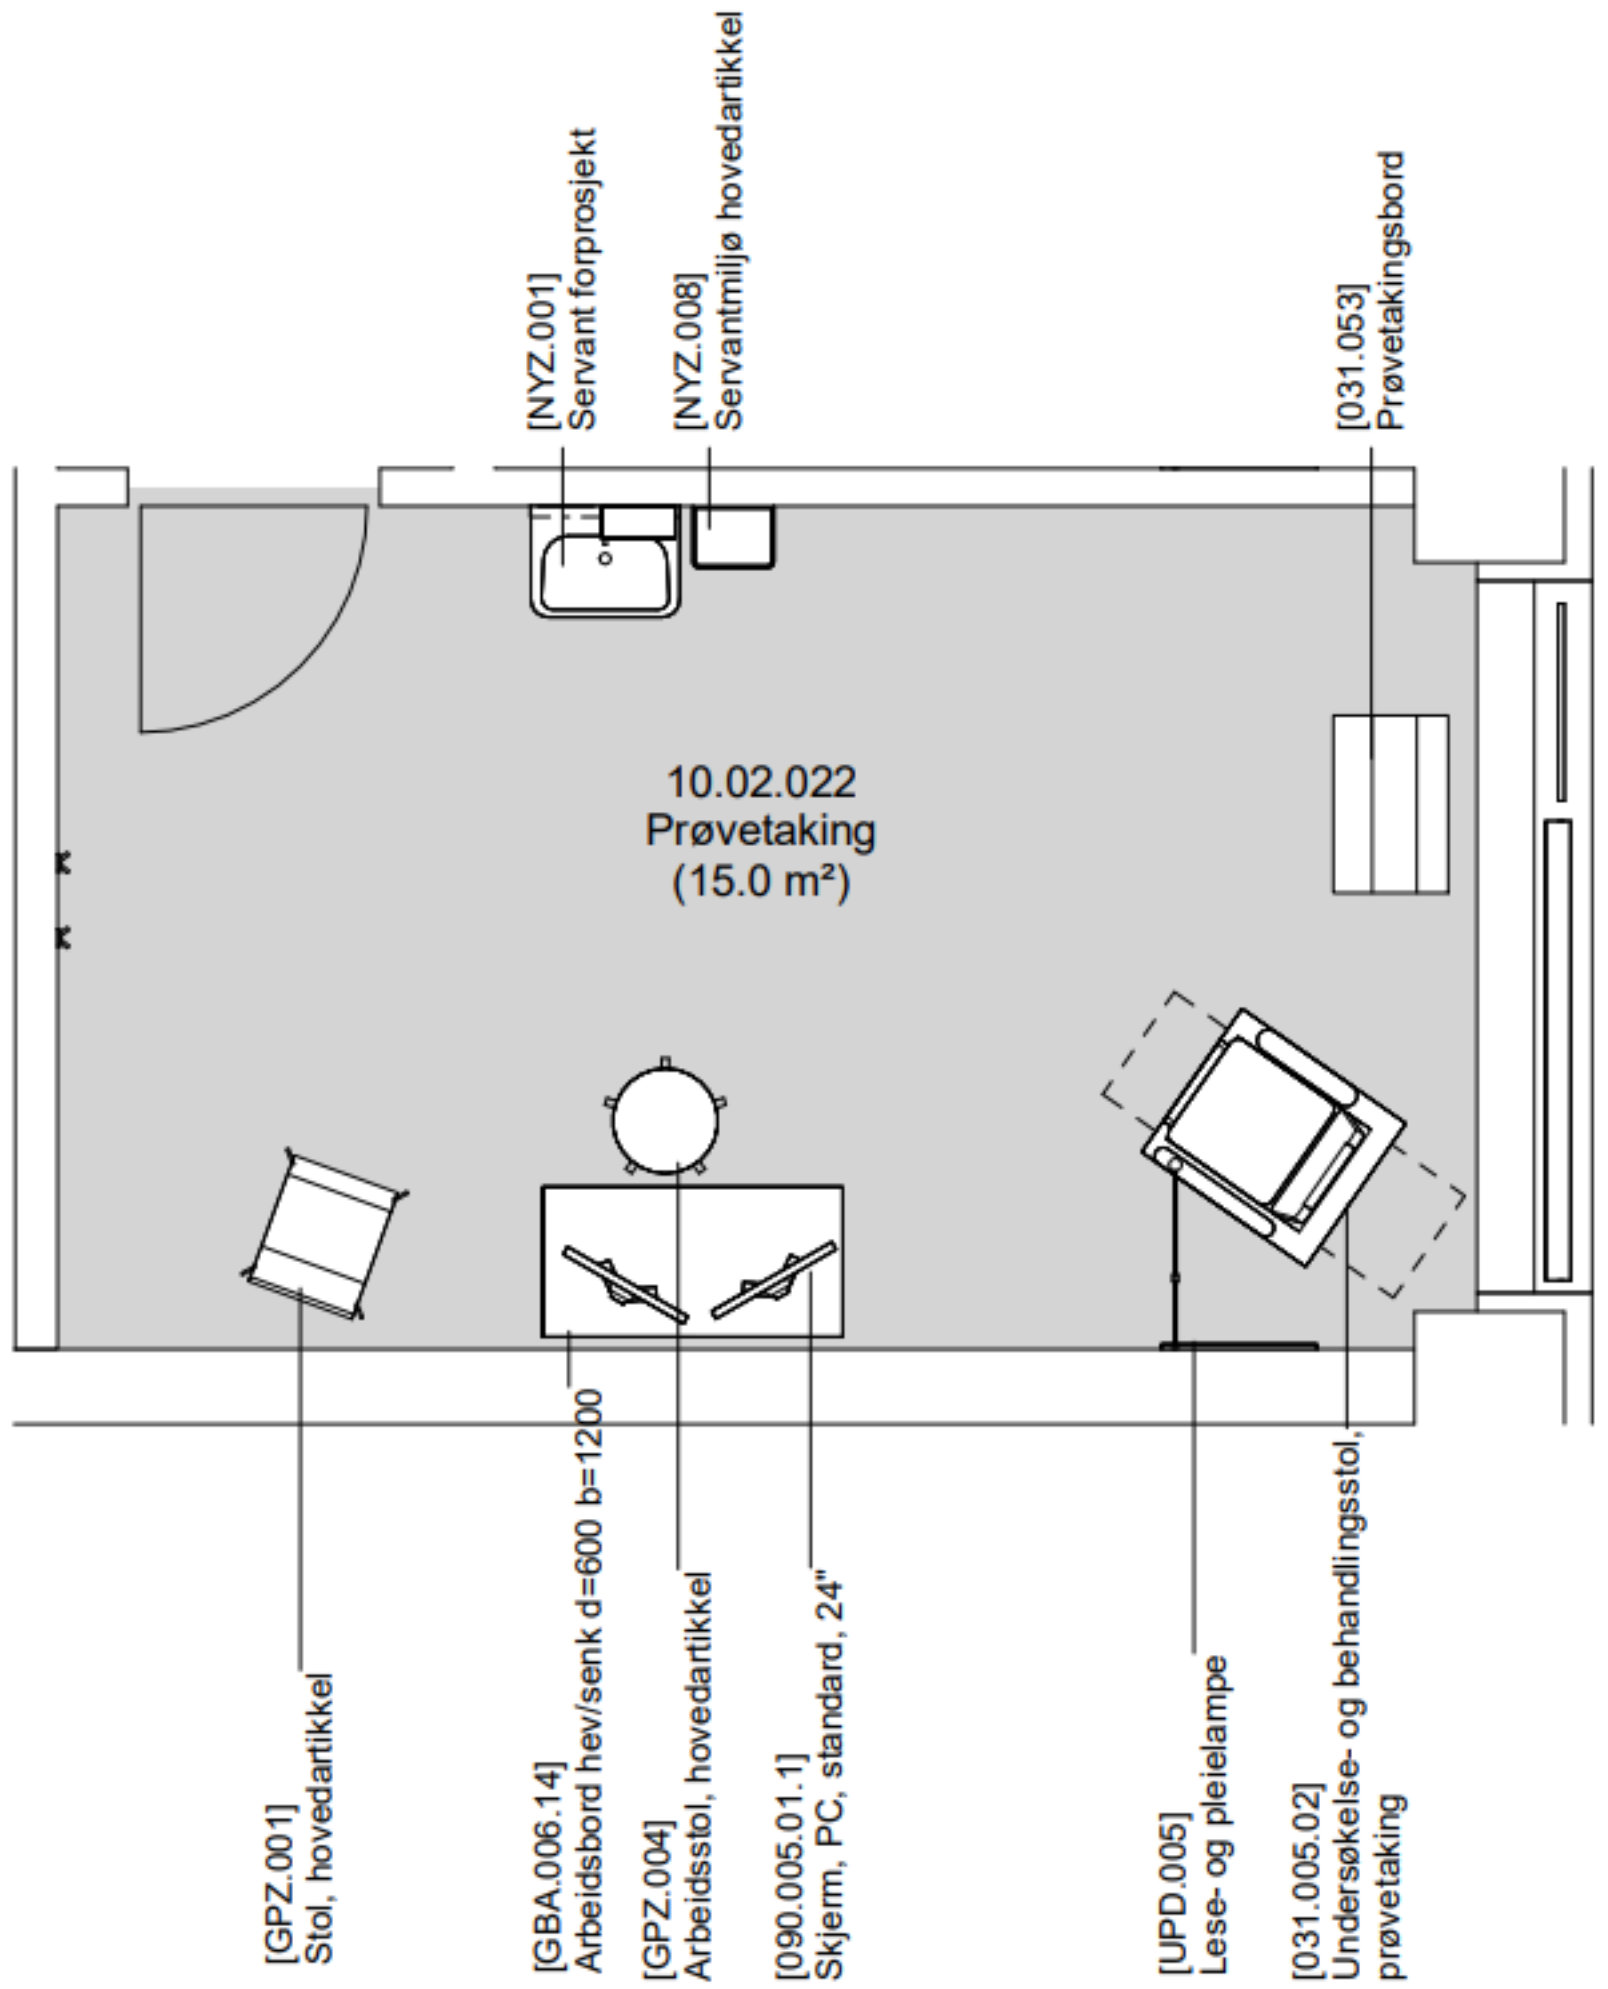 [NYZ.001]
Servant forprosjekt
[NYZ.008]
Servantmiljø hovedartikkel
[031.053]
Prøvetakingsbord
10.02.022
Prøvetaking
(15.0 m²)
[GPZ.001]
Stol, hovedartikkel
[GBA.006.14]
Arbeidsbord hev/senk d=600 b=1200
[GPZ.004]
Arbeidsstol, hovedartikkel
[090.005.01.1]
Skjerm, PC, standard, 24"
[UPD.005]
Lese- og pleielampe
[031.005.02]
Undersøkelse- og behandlingsstol,
prøvetaking